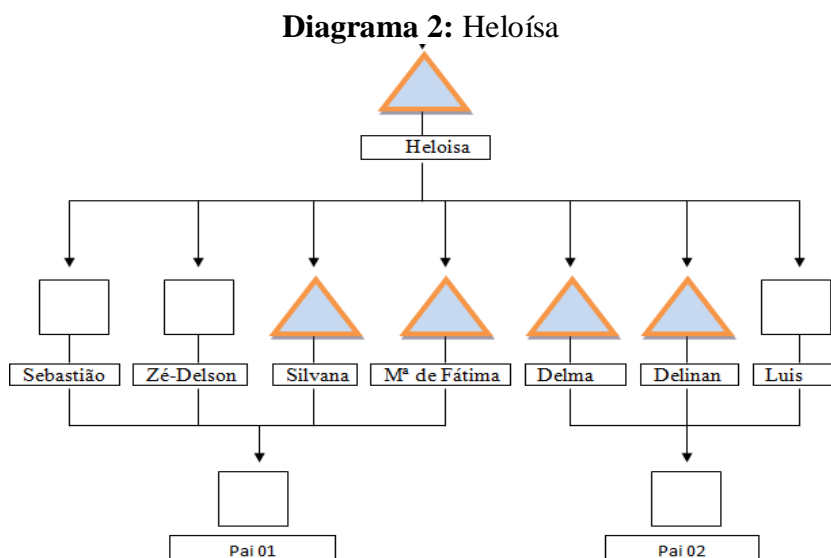 Diagrama 2: Heloísa
Heloisa
Sebastião Zé-Delson Silvana Mª de Fátima Delma Delinan Luis
Pai 01 Pai 02